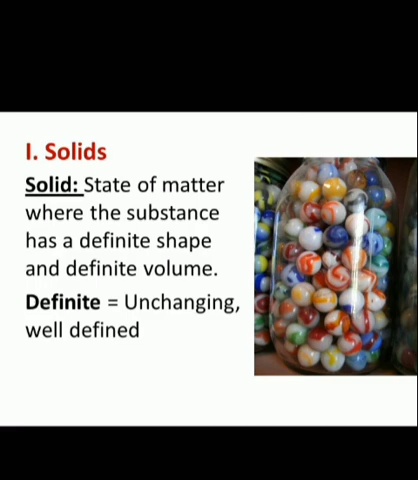 I. Solids
Solid: State of matter
where the substance
has a definite shape
and definite volume.
Definite = Unchanging,
well defined